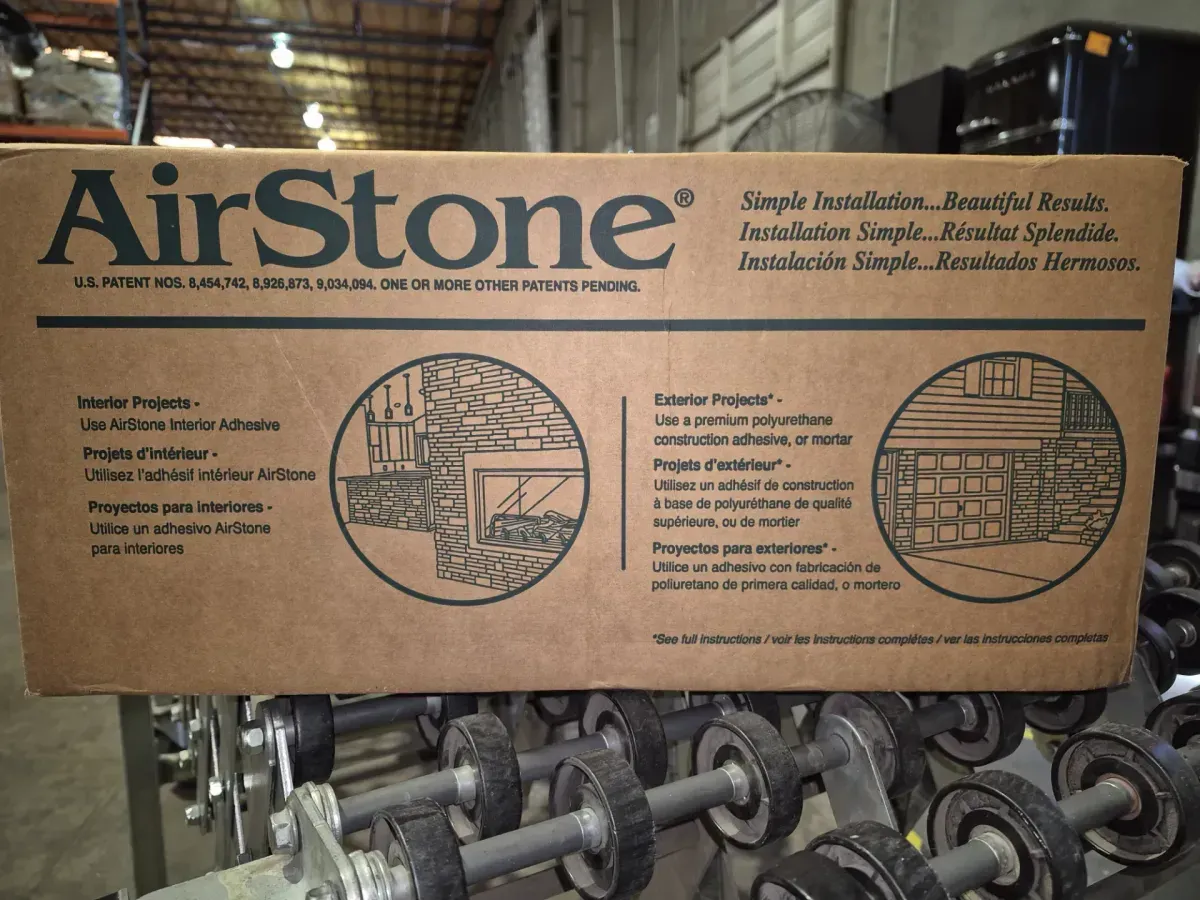 AirStone®
U.S. PATENT NOS. 8,454,742, 8,926,873, 9,034,094. ONE OR MORE OTHER PATENTS PENDING.
Simple Installation...Beautiful Results.
Installation Simple...Résultat Splendide.
Instalación Simple...Resultados Hermosos.
Interior Projects -
Use AirStone Interior Adhesive
Projets d'intérieur -
Utilisez l'adhésif intérieur AirStone
Proyectos para interiores -
Utilice un adhesivo AirStone
para interiores
Exterior Projects* -
Use a premium polyurethane
construction adhesive, or mortar
Projets d'extérieur* -
Utilisez un adhésif de construction
à base de polyuréthane de qualité
supérieure, ou de mortier
Proyectos para exteriores* -
Utilice un adhesivo con fabricación de
poliuretano de primera calidad, o mortero
*See full instructions / voir les instructions complètes / ver las instrucciones completas